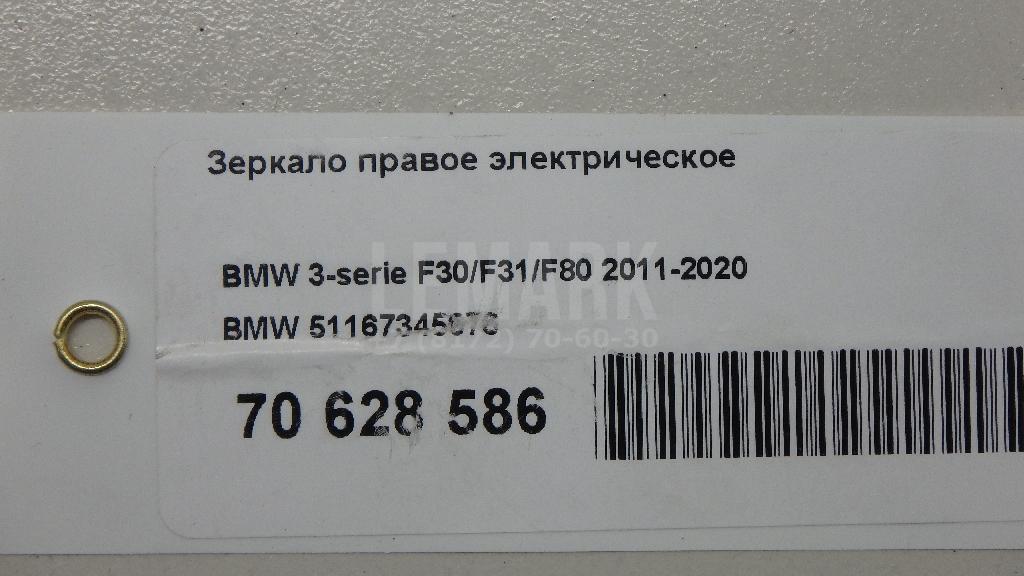 Зеркало правое электрическое
BMW 3-serie F30/F31/F80 2011-2020
LEMARK
BMW
(8172) 70-60-30
70 628 586